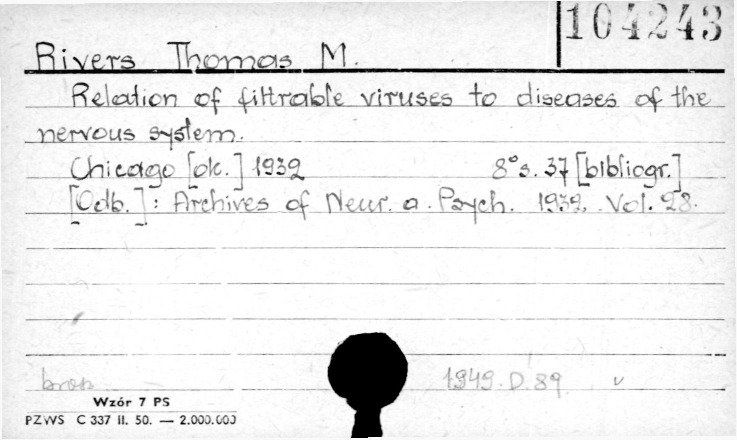 104243
Rivers Thomas M.
Relation of filtrable viruses to diseases of the
nervous system.
Chicago [ok.] 1932 8° s. 37 [bibliogr.]
[Odb.]: Archives of Neur. a. Psych. 1932. Vol. 28.
brosz. 1949. D. 89. v
Wzór 7 PS
PZWS C 337 II. 50. — 2.000.000